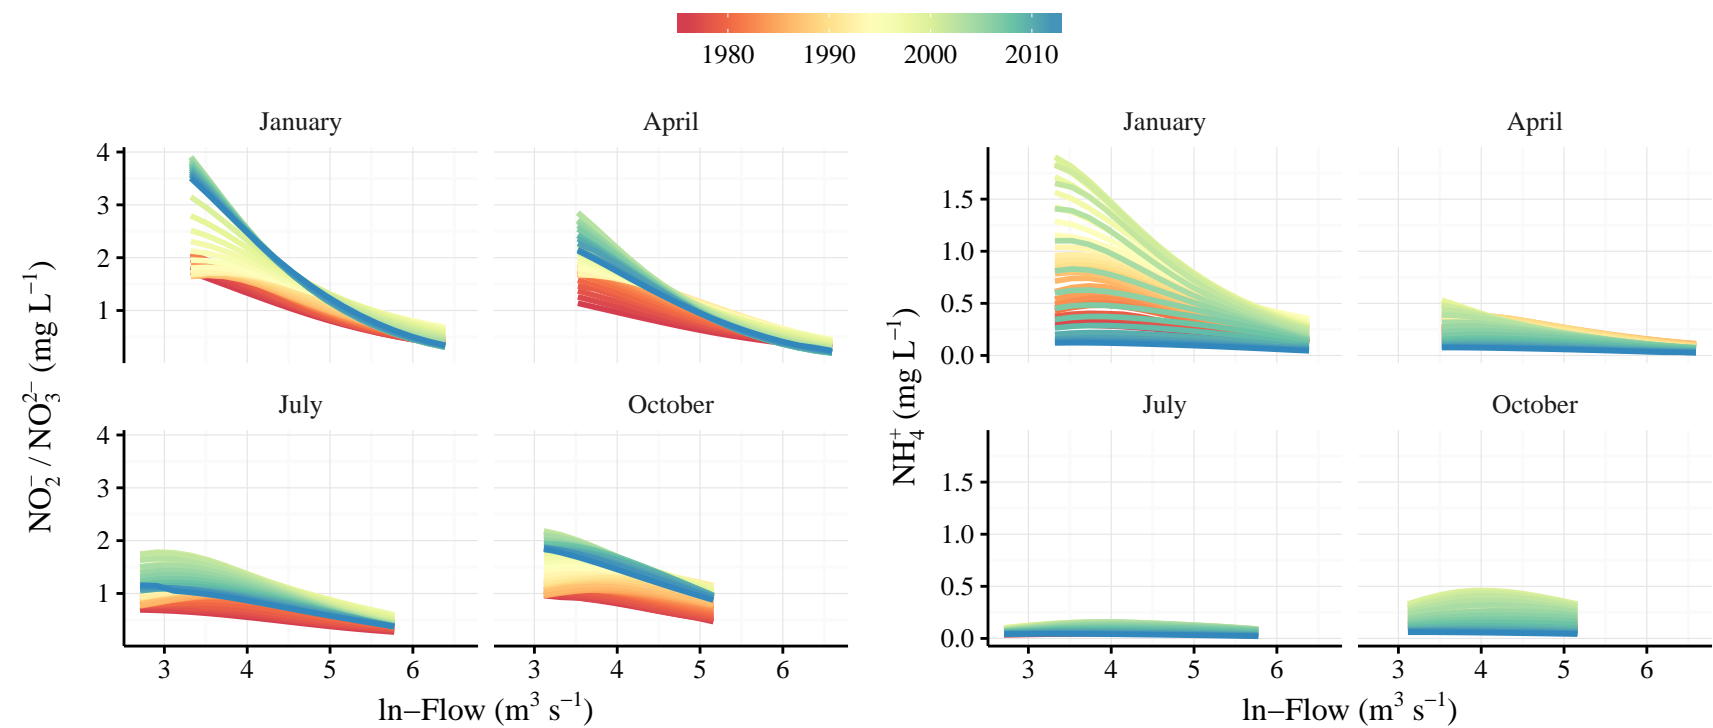 1980 1990 2000 2010
January April
4
3
2
1
July October
4
3
2
1
3 4 5 6 3 4 5 6
ln−Flow (m³ s⁻¹)
NO₂⁻ / NO₃²⁻ (mg L⁻¹)
January April
1.5
1.0
0.5
0.0
July October
1.5
1.0
0.5
0.0
3 4 5 6 3 4 5 6
ln−Flow (m³ s⁻¹)
NH₄⁺ (mg L⁻¹)